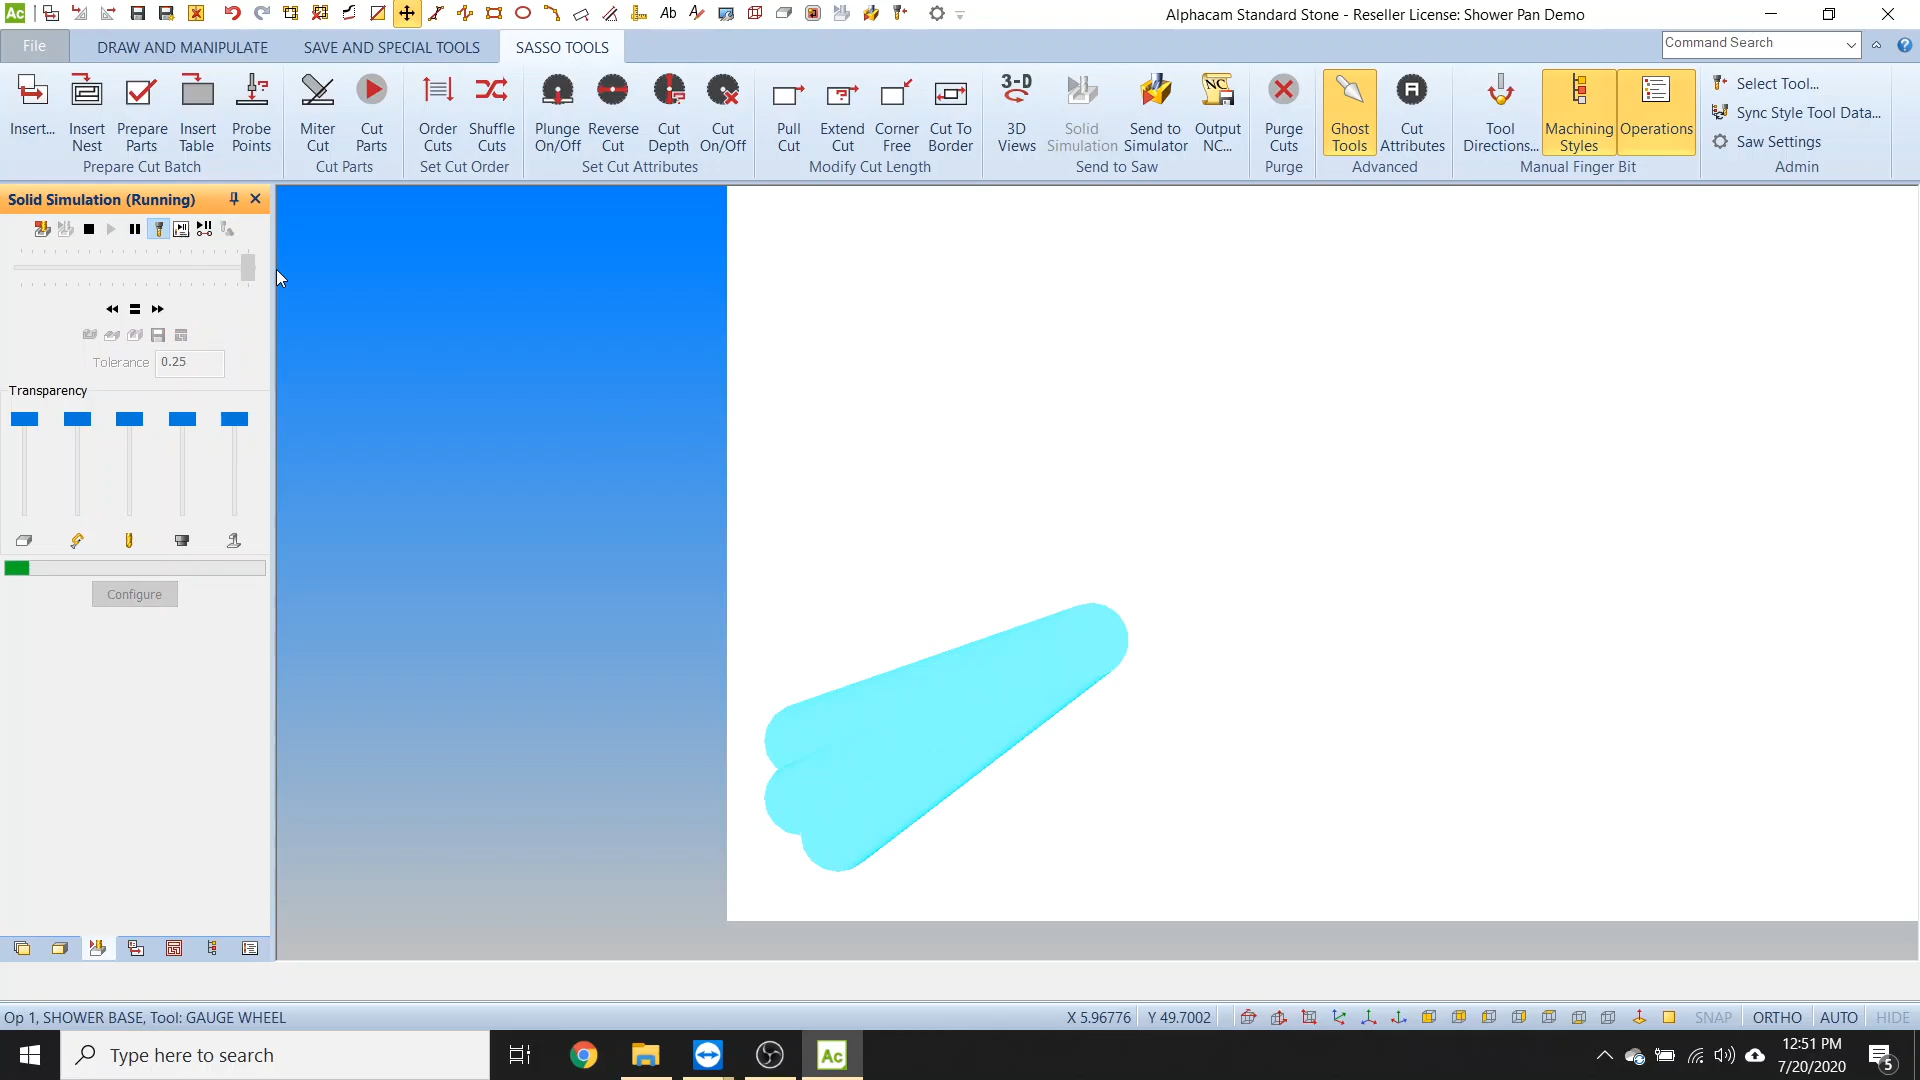 Ac
Ab
Alphacam Standard Stone - Reseller License: Shower Pan Demo
File
DRAW AND MANIPULATE
SAVE AND SPECIAL TOOLS
SASSO TOOLS
Command Search
Insert...
Insert Nest
Prepare Parts
Insert Table
Probe Points
Miter Cut
Cut Parts
Order Cuts
Shuffle Cuts
Plunge On/Off
Reverse Cut
Cut Depth
Cut On/Off
Pull Cut
Extend Cut
Corner Free
Cut To Border
3-D
3D Views
Solid Simulation
Send to Simulator
NC
Output NC...
Purge Cuts
Ghost Tools
A
Cut Attributes
Tool Directions...
Machining Styles
Operations
Select Tool...
Sync Style Tool Data...
Saw Settings
Prepare Cut Batch
Cut Parts
Set Cut Order
Set Cut Attributes
Modify Cut Length
Send to Saw
Purge
Advanced
Manual Finger Bit
Admin
Solid Simulation (Running)
Tolerance 0.25
Transparency
Configure
Op 1, SHOWER BASE, Tool: GAUGE WHEEL
X 5.96776
Y 49.7002
SNAP
ORTHO
AUTO
HIDE
Type here to search
Ac
12:51 PM
7/20/2020
5